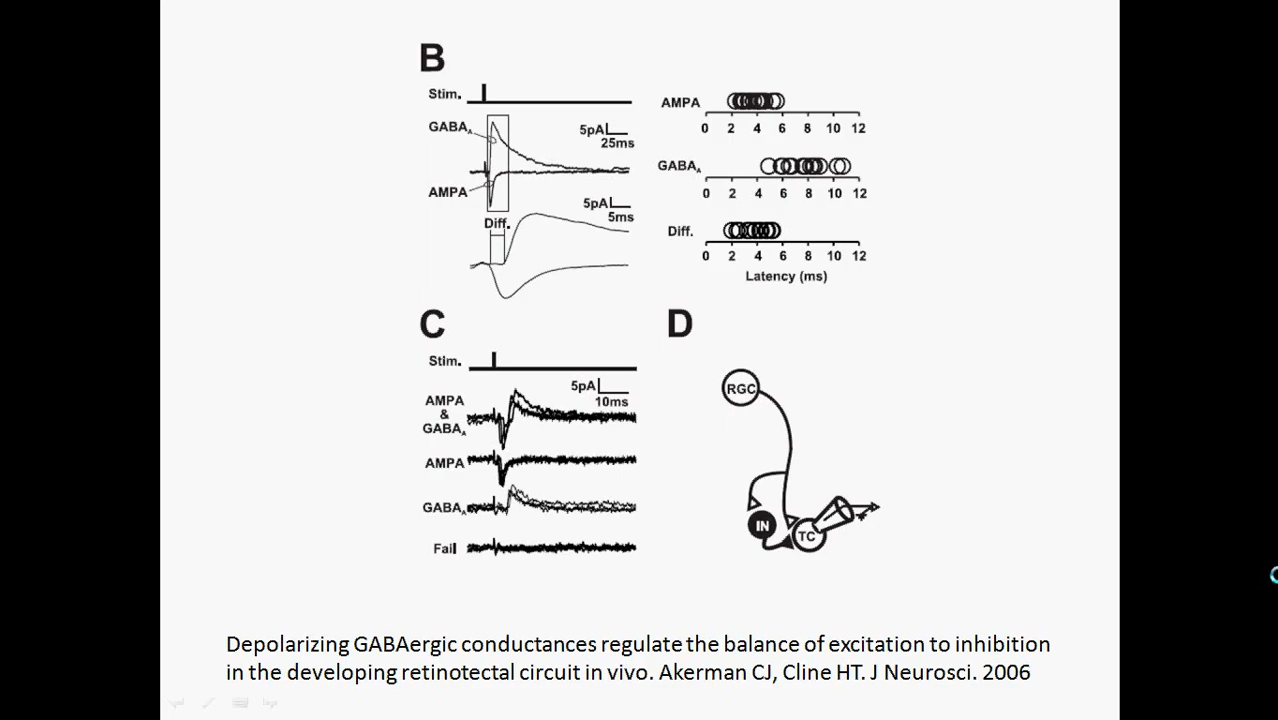 B
Stim.
GABAA
5pA
25ms
AMPA
5pA
5ms
Diff.
AMPA
0 2 4 6 8 10 12
GABAA
0 2 4 6 8 10 12
Diff.
0 2 4 6 8 10 12
Latency (ms)
C
Stim.
5pA
10ms
AMPA
&
GABAA
AMPA
GABAA
Fail
D
RGC
IN
TC
Depolarizing GABAergic conductances regulate the balance of excitation to inhibition
in the developing retinotectal circuit in vivo. Akerman CJ, Cline HT. J Neurosci. 2006